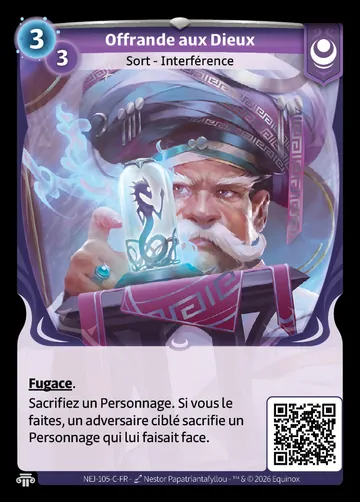 3
3
Offrande aux Dieux
Sort - Interférence
Fugace.
Sacrifiez un Personnage. Si vous le
faites, un adversaire ciblé sacrifie un
Personnage qui lui faisait face.
NEJ-105-C-FR - Nestor Papatriantafyllou - ™ & © 2026 Equinox